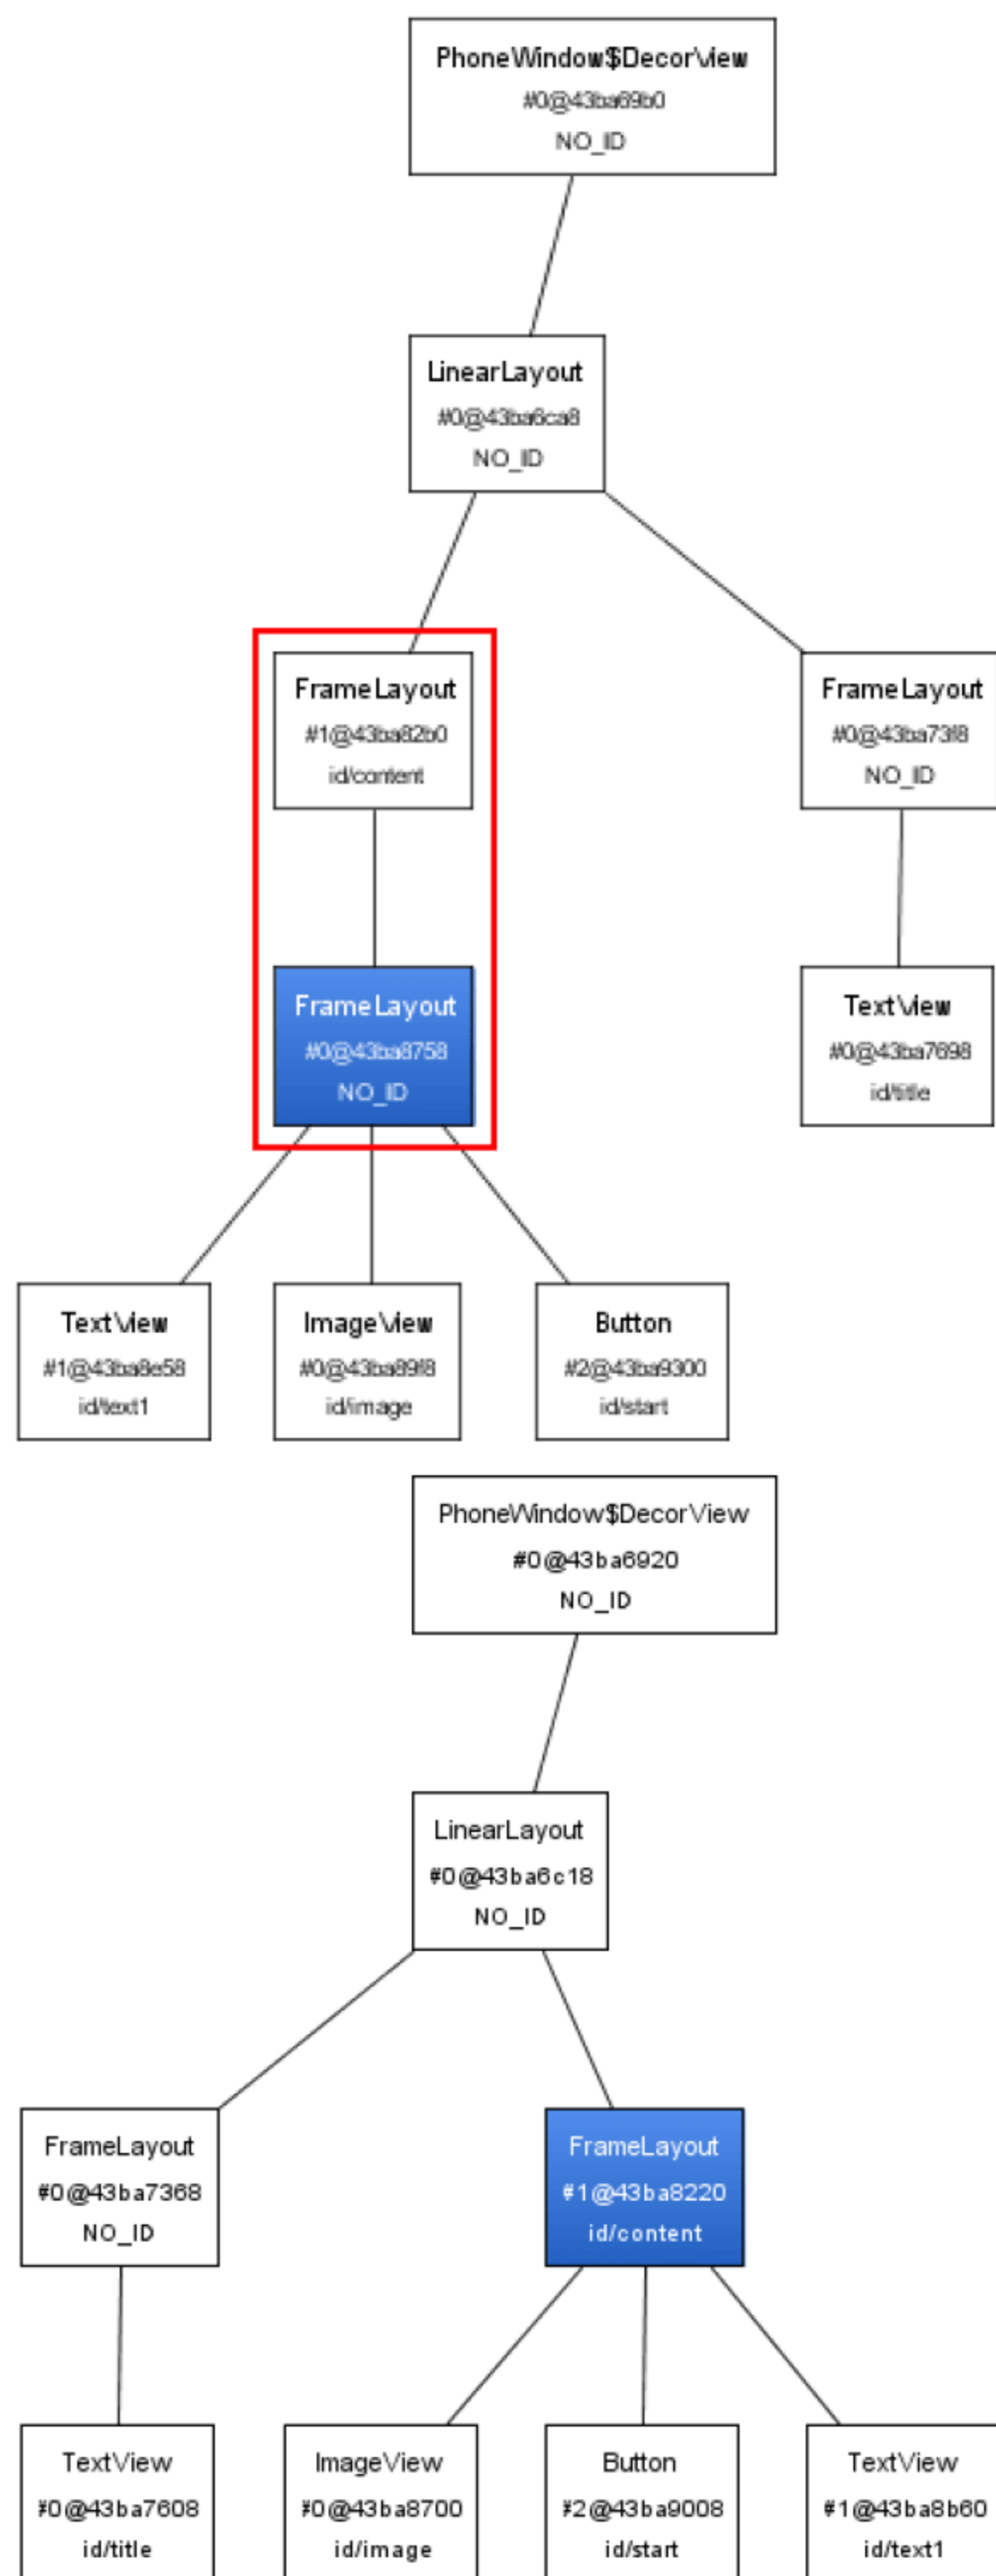 PhoneWindow$DecorView
#0@43ba69b0
NO_ID
LinearLayout
#0@43ba6ca8
NO_ID
FrameLayout
#1@43ba82b0
id/content
FrameLayout
#0@43ba73f8
NO_ID
FrameLayout
#0@43ba8758
NO_ID
TextView
#0@43ba7698
id/title
TextView
#1@43ba8e58
id/text1
ImageView
#0@43ba89f8
id/image
Button
#2@43ba9300
id/start
PhoneWindow$DecorView
#0@43ba6920
NO_ID
LinearLayout
#0@43ba6c18
NO_ID
FrameLayout
#0@43ba7368
NO_ID
FrameLayout
#1@43ba8220
id/content
TextView
#0@43ba7608
id/title
ImageView
#0@43ba8700
id/image
Button
#2@43ba9008
id/start
TextView
#1@43ba8b60
id/text1